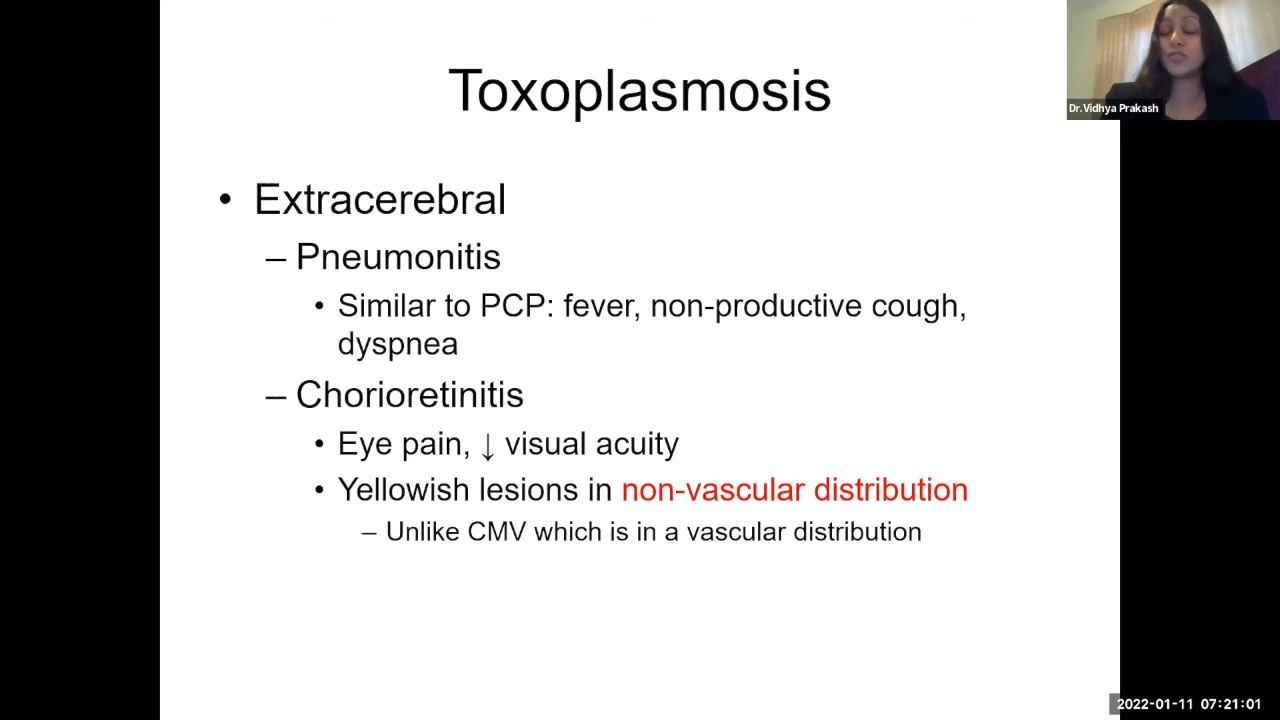 Toxoplasmosis
Dr.Vidhya Prakash
• Extracerebral
– Pneumonitis
• Similar to PCP: fever, non-productive cough,
dyspnea
– Chorioretinitis
• Eye pain, ↓ visual acuity
• Yellowish lesions in non-vascular distribution
– Unlike CMV which is in a vascular distribution
2022-01-11 07:21:01